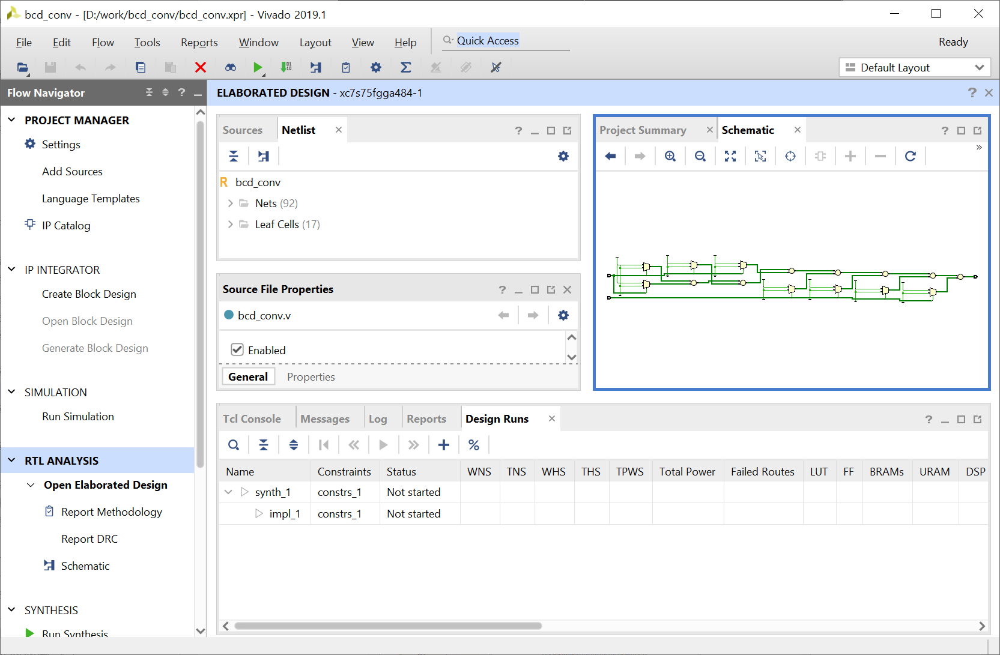 bcd_conv - [D:/work/bcd_conv/bcd_conv.xpr] - Vivado 2019.1
File Edit Flow Tools Reports Window Layout View Help Quick Access Ready
Default Layout
Flow Navigator
ELABORATED DESIGN - xc7s75fgga484-1
PROJECT MANAGER
Settings
Add Sources
Language Templates
IP Catalog
IP INTEGRATOR
Create Block Design
Open Block Design
Generate Block Design
SIMULATION
Run Simulation
RTL ANALYSIS
Open Elaborated Design
Report Methodology
Report DRC
Schematic
SYNTHESIS
Run Synthesis
Sources Netlist
R bcd_conv
Nets (92)
Leaf Cells (17)
Source File Properties
bcd_conv.v
Enabled
General Properties
Project Summary Schematic
Tcl Console Messages Log Reports Design Runs
Name Constraints Status WNS TNS WHS THS TPWS Total Power Failed Routes LUT FF BRAMs URAM DSP
synth_1 constrs_1 Not started
impl_1 constrs_1 Not started